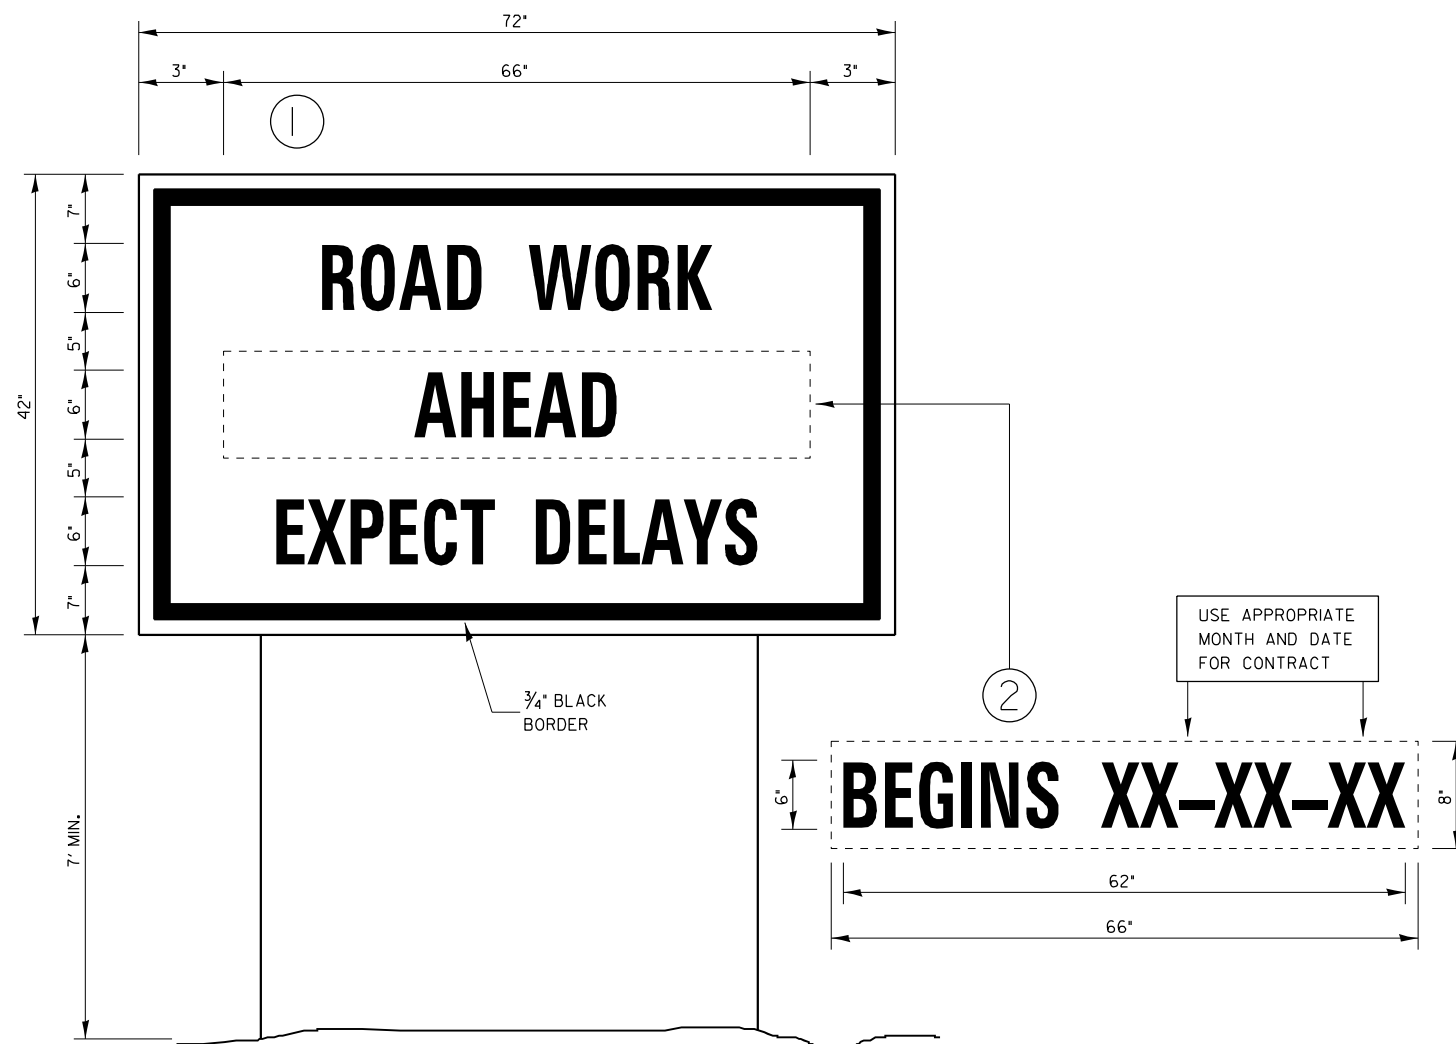 72"
3" 66" 3"
1
7"
6"
5"
6"
5"
6"
7"
42"
7' MIN.
ROAD WORK
AHEAD
EXPECT DELAYS
3/4" BLACK
BORDER
2
USE APPROPRIATE
MONTH AND DATE
FOR CONTRACT
BEGINS XX-XX-XX
6"
8"
62"
66"